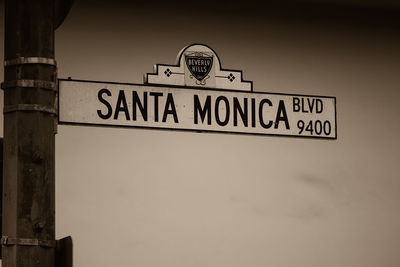 BEVERLY
HILLS
SANTA MONICA BLVD
9400